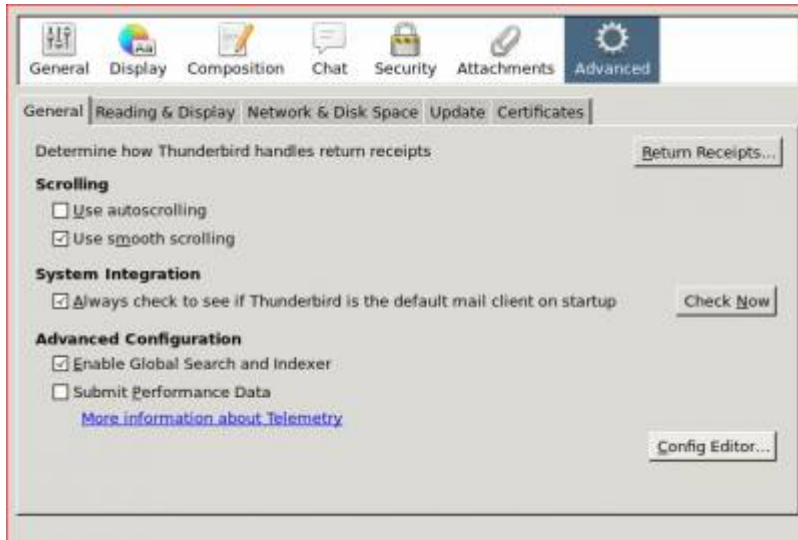 General Display Composition Chat Security Attachments Advanced
General Reading & Display Network & Disk Space Update Certificates
Determine how Thunderbird handles return receipts Return Receipts...
Scrolling
Use autoscrolling
Use smooth scrolling
System Integration
Always check to see if Thunderbird is the default mail client on startup Check Now
Advanced Configuration
Enable Global Search and Indexer
Submit Performance Data
More information about Telemetry
Config Editor...